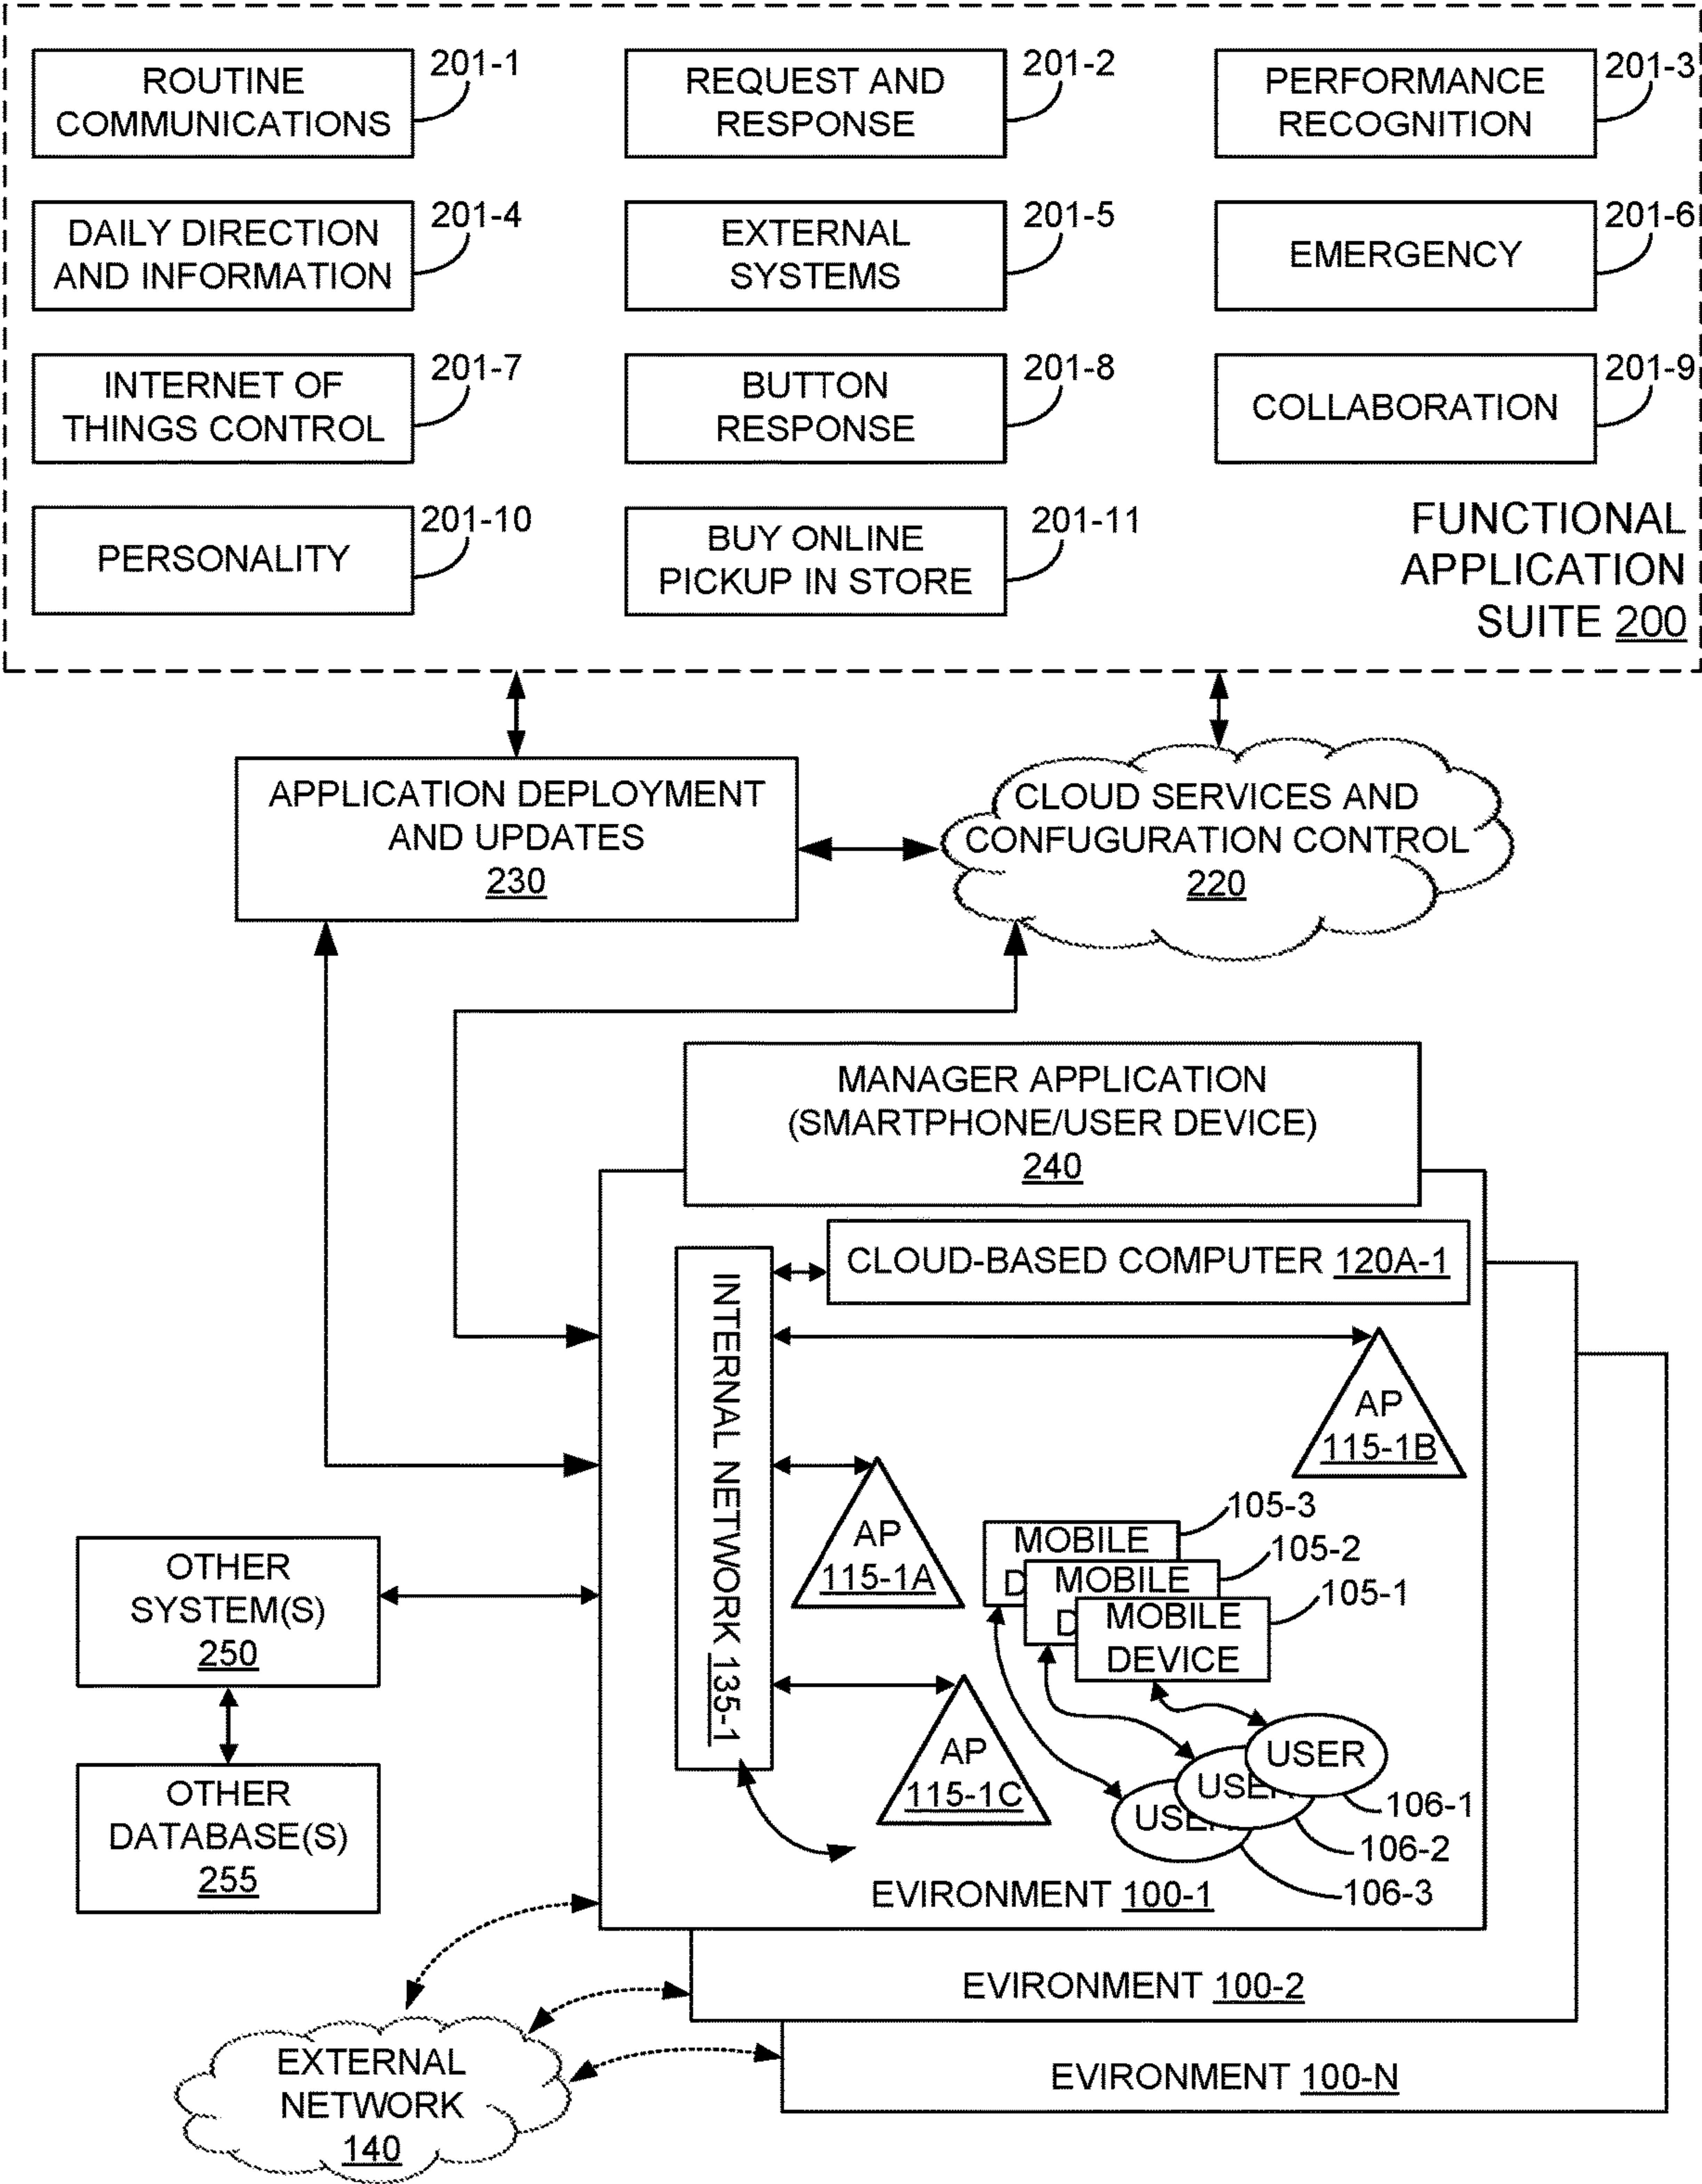 ROUTINE
COMMUNICATIONS
201-1
REQUEST AND
RESPONSE
201-2
PERFORMANCE
RECOGNITION
201-3
DAILY DIRECTION
AND INFORMATION
201-4
EXTERNAL
SYSTEMS
201-5
EMERGENCY
201-6
INTERNET OF
THINGS CONTROL
201-7
BUTTON
RESPONSE
201-8
COLLABORATION
201-9
PERSONALITY
201-10
BUY ONLINE
PICKUP IN STORE
201-11
FUNCTIONAL
APPLICATION
SUITE 200
APPLICATION DEPLOYMENT
AND UPDATES
230
CLOUD SERVICES AND
CONFUGURATION CONTROL
220
MANAGER APPLICATION
(SMARTPHONE/USER DEVICE)
240
CLOUD-BASED COMPUTER 120A-1
INTERNAL NETWORK 135-1
AP
115-1B
AP
115-1A
AP
115-1C
MOBILE
D
105-3
MOBILE
D
105-2
MOBILE
DEVICE
105-1
USER
106-1
USER
106-2
USER
106-3
EVIRONMENT 100-1
EVIRONMENT 100-2
EVIRONMENT 100-N
OTHER
SYSTEM(S)
250
OTHER
DATABASE(S)
255
EXTERNAL
NETWORK
140